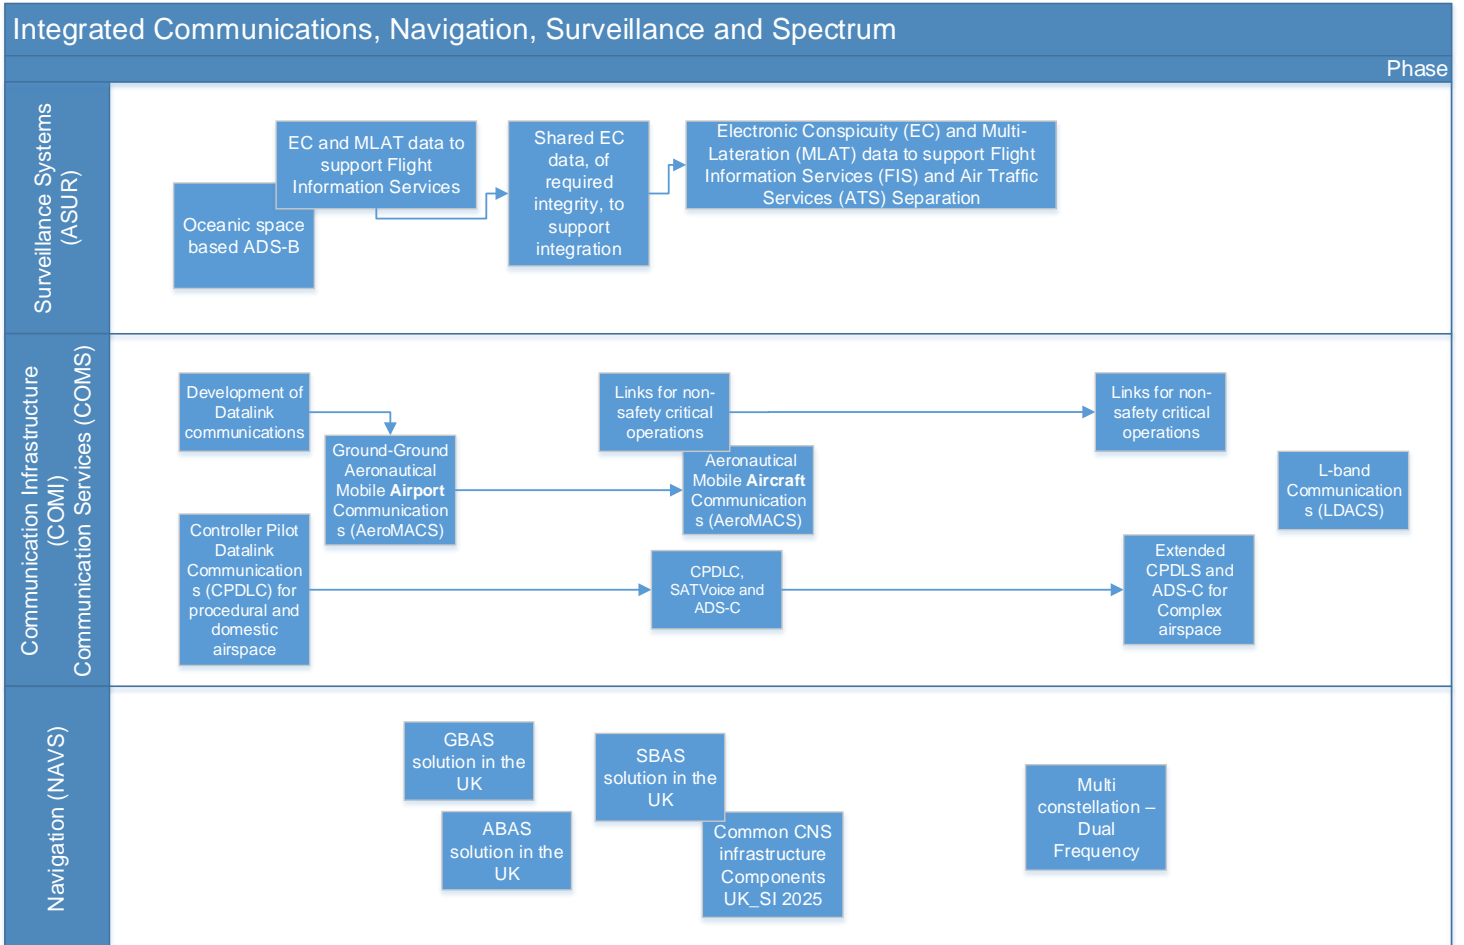 Integrated Communications, Navigation, Surveillance and Spectrum
Phase
Surveillance Systems
(ASUR)
EC and MLAT data to
support Flight
Information Services
Oceanic space
based ADS-B
Shared EC
data, of
required
integrity, to
support
integration
Electronic Conspicuity (EC) and Multi-
Lateration (MLAT) data to support Flight
Information Services (FIS) and Air Traffic
Services (ATS) Separation
Communication Infrastructure
(COMI)
Communication Services (COMS)
Development of
Datalink
communications
Ground-Ground
Aeronautical
Mobile Airport
Communication
s (AeroMACS)
Controller Pilot
Datalink
Communication
s (CPDLC) for
procedural and
domestic
airspace
Links for non-
safety critical
operations
Aeronautical
Mobile Aircraft
Communication
s (AeroMACS)
CPDLC,
SATVoice and
ADS-C
Links for non-
safety critical
operations
L-band
Communication
s (LDACS)
Extended
CPDLS and
ADS-C for
Complex
airspace
Navigation (NAVS)
GBAS
solution in the
UK
ABAS
solution in the
UK
SBAS
solution in the
UK
Common CNS
infrastructure
Components
UK_SI 2025
Multi
constellation –
Dual
Frequency